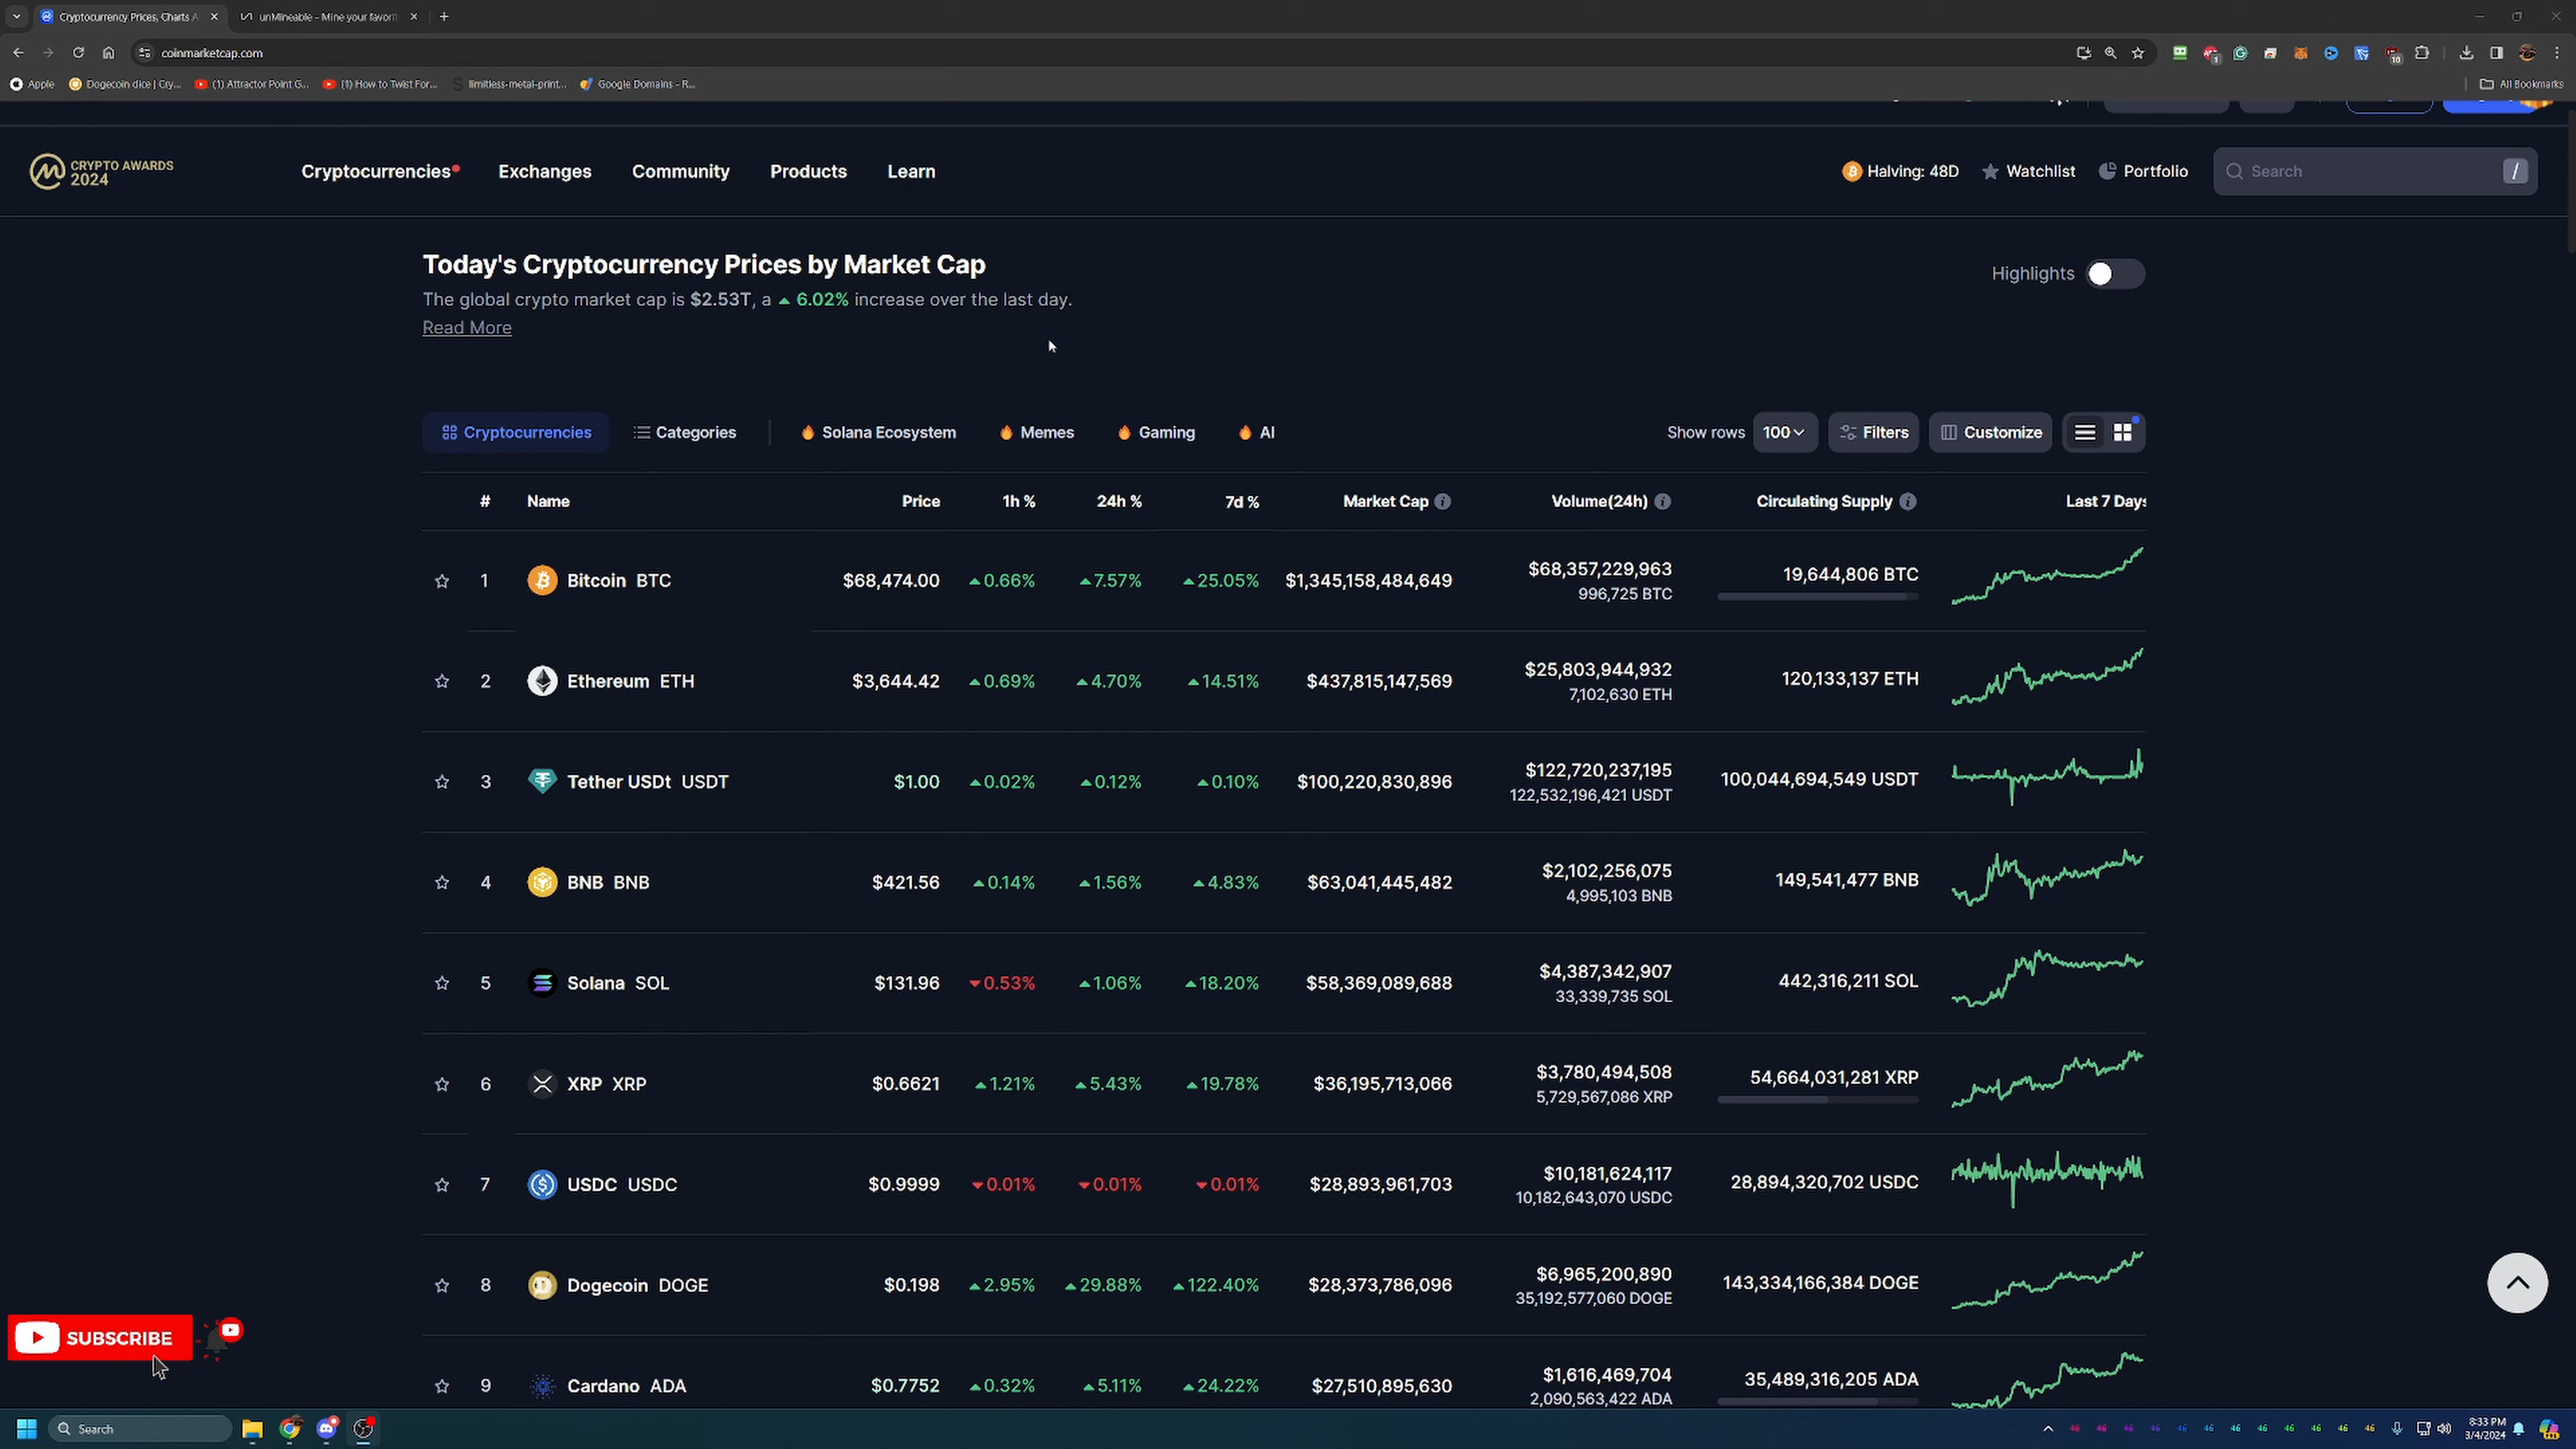 Cryptocurrency Prices, Charts A
unMineable - Mine your favorit
coinmarketcap.com
1
10
Apple
Dogecoin dice | Cry...
(1) Attractor Point G...
(1) How to Twist For...
limitless-metal-print...
Google Domains - R...
All Bookmarks
CRYPTO AWARDS
2024
Cryptocurrencies
Exchanges
Community
Products
Learn
Halving: 48D
Watchlist
Portfolio
Search
/
Today's Cryptocurrency Prices by Market Cap
The global crypto market cap is $2.53T, a 6.02% increase over the last day.
Read More
Highlights
Cryptocurrencies
Categories
Solana Ecosystem
Memes
Gaming
AI
Show rows
100
Filters
Customize
# Name Price 1h % 24h % 7d % Market Cap Volume(24h) Circulating Supply Last 7 Days
1 Bitcoin BTC $68,474.00 0.66% 7.57% 25.05% $1,345,158,484,649 $68,357,229,963 19,644,806 BTC
996,725 BTC
2 Ethereum ETH $3,644.42 0.69% 4.70% 14.51% $437,815,147,569 $25,803,944,932 120,133,137 ETH
7,102,630 ETH
3 Tether USDt USDT $1.00 0.02% 0.12% 0.10% $100,220,830,896 $122,720,237,195 100,044,694,549 USDT
122,532,196,421 USDT
4 BNB BNB $421.56 0.14% 1.56% 4.83% $63,041,445,482 $2,102,256,075 149,541,477 BNB
4,995,103 BNB
5 Solana SOL $131.96 0.53% 1.06% 18.20% $58,369,089,688 $4,387,342,907 442,316,211 SOL
33,339,735 SOL
6 XRP XRP $0.6621 1.21% 5.43% 19.78% $36,195,713,066 $3,780,494,508 54,664,031,281 XRP
5,729,567,086 XRP
7 USDC USDC $0.9999 0.01% 0.01% 0.01% $28,893,961,703 $10,181,624,117 28,894,320,702 USDC
10,182,643,070 USDC
8 Dogecoin DOGE $0.198 2.95% 29.88% 122.40% $28,373,786,096 $6,965,200,890 143,334,166,384 DOGE
35,192,577,060 DOGE
9 Cardano ADA $0.7752 0.32% 5.11% 24.22% $27,510,895,630 $1,616,469,704 35,489,316,205 ADA
2,090,563,422 ADA
SUBSCRIBE
Search
46 46 46 46 46 46 46 46 46 46 46 46
8:33 PM
3/4/2024